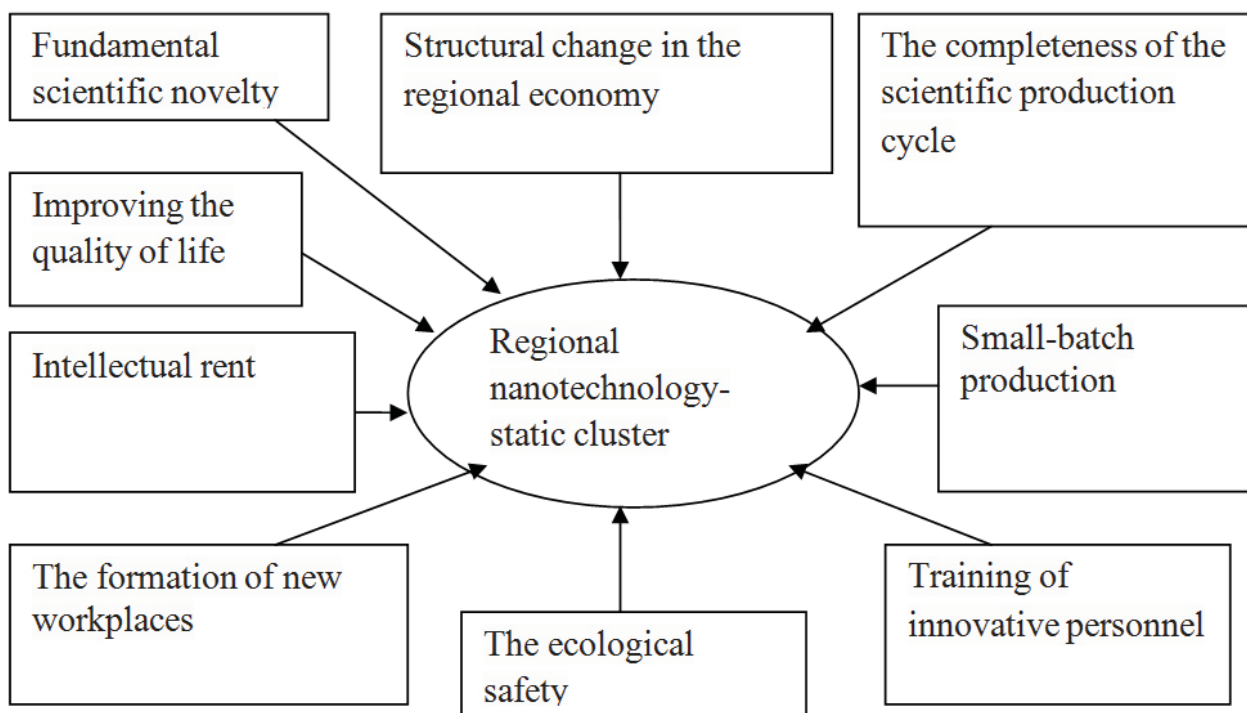 Fundamental
scientific novelty
Structural change in the
regional economy
The completeness of the
scientific production
cycle
Improving the
quality of life
Intellectual rent
Regional
nanotechnology-
static cluster
Small-batch
production
The formation of new
workplaces
The ecological
safety
Training of
innovative personnel